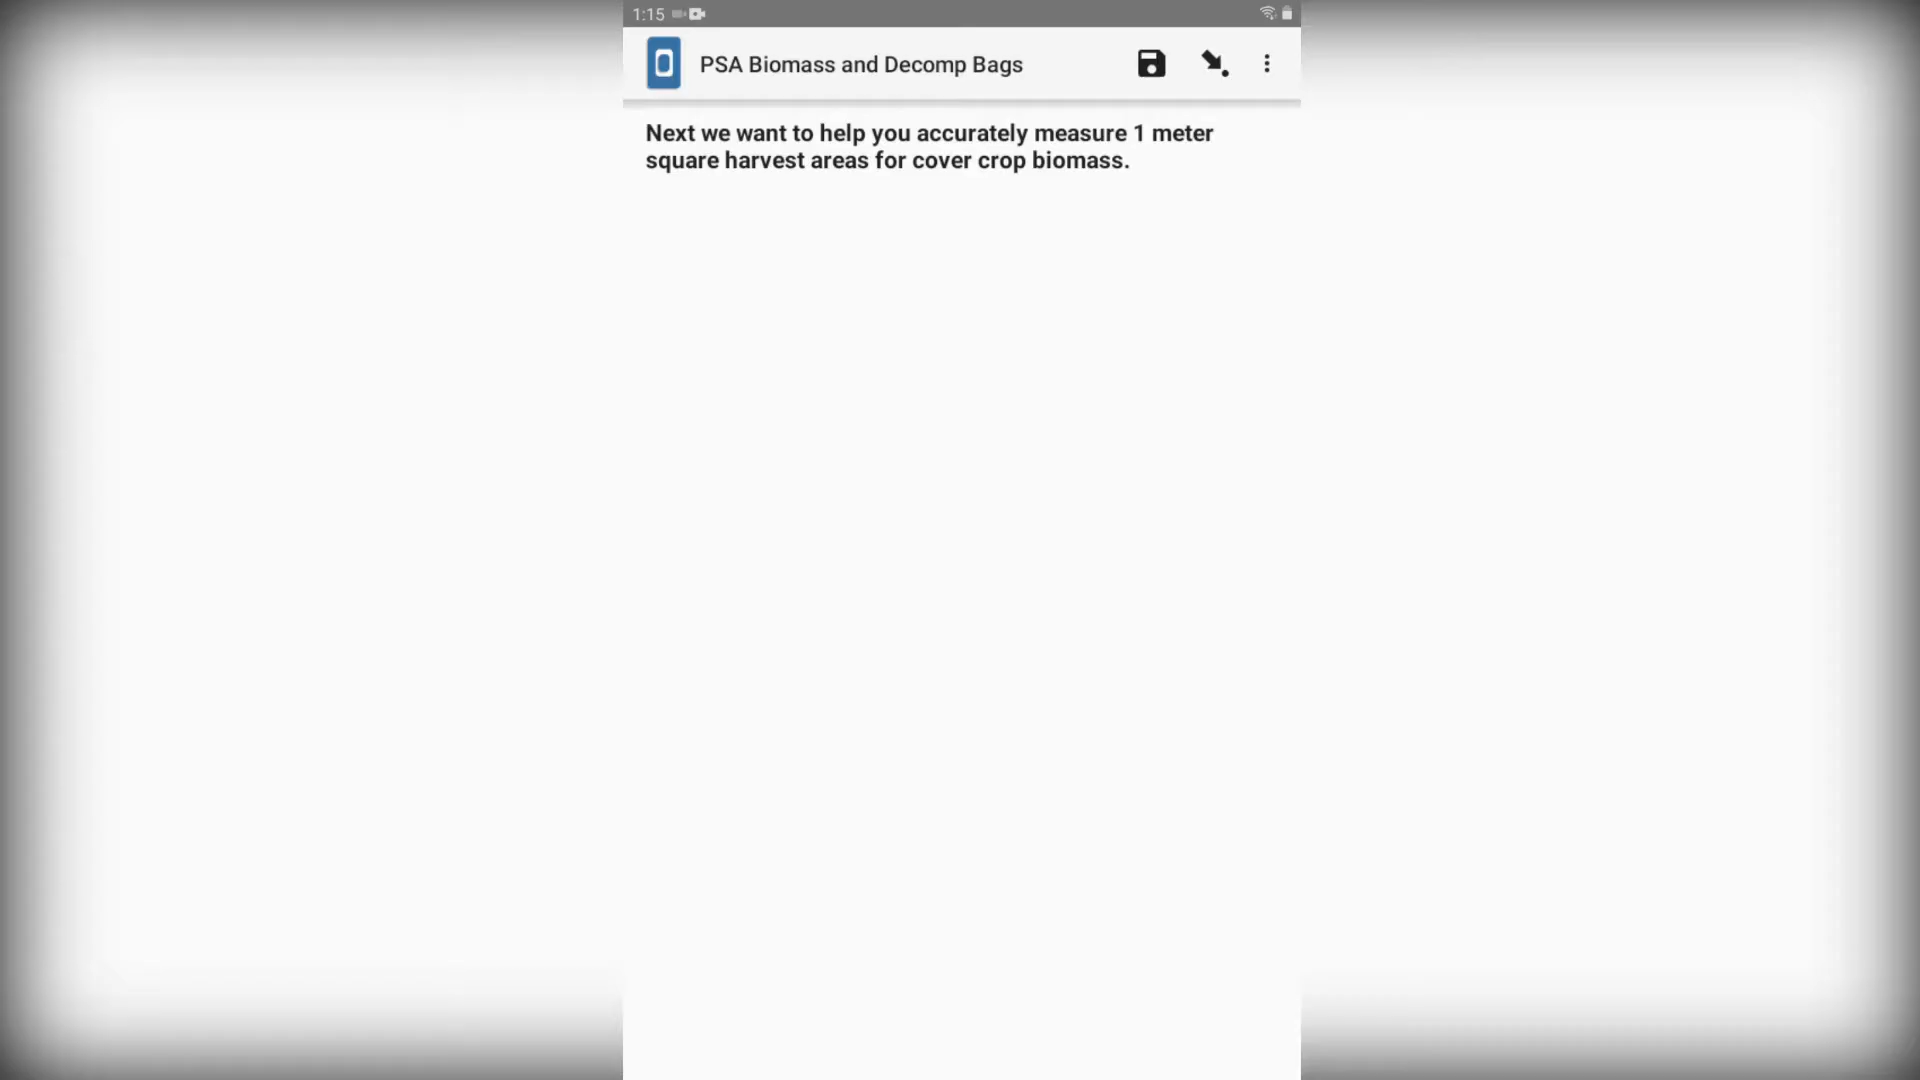 1:15
PSA Biomass and Decomp Bags
Next we want to help you accurately measure 1 meter
square harvest areas for cover crop biomass.